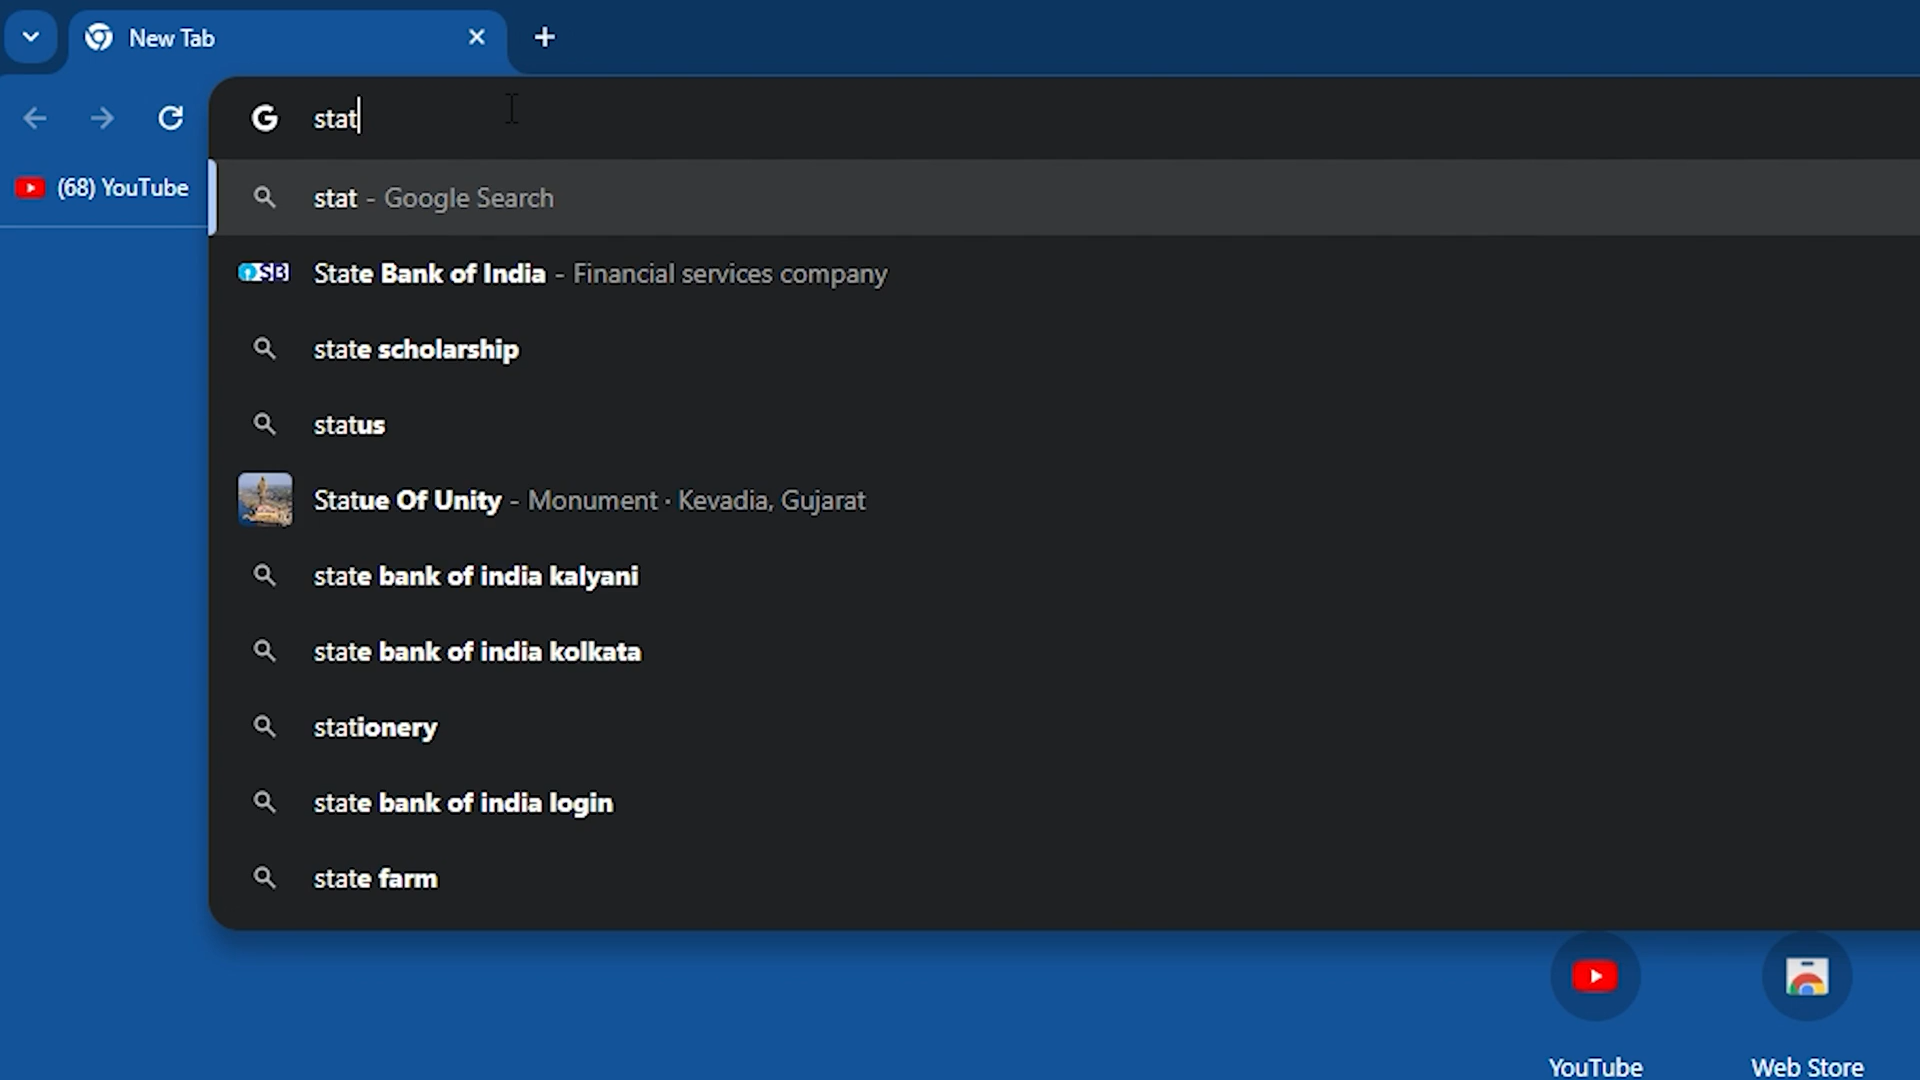 New Tab
stat
(68) YouTube
stat - Google Search
State Bank of India - Financial services company
state scholarship
status
Statue Of Unity - Monument · Kevadia, Gujarat
state bank of india kalyani
state bank of india kolkata
stationery
state bank of india login
state farm
YouTube
Web Store